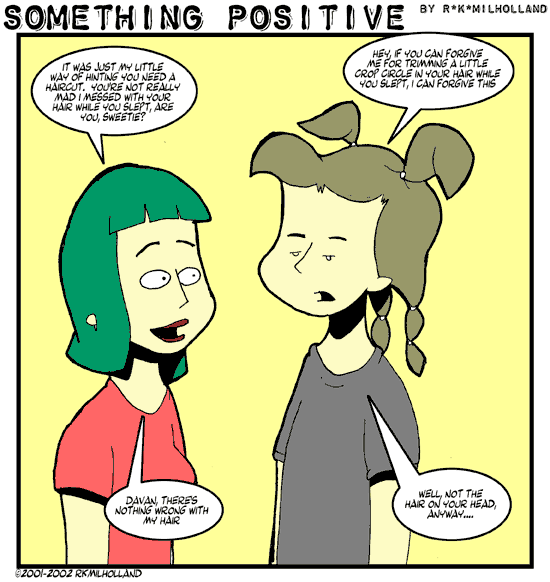 SOMETHING POSITIVE BY R*K*MILHOLLAND
IT WAS JUST MY LITTLE
WAY OF HINTING YOU NEED A
HAIRCUT. YOU'RE NOT REALLY
MAD I MESSED WITH YOUR
HAIR WHILE YOU SLEPT, ARE
YOU, SWEETIE?
HEY, IF YOU CAN FORGIVE
ME FOR TRIMMING A LITTLE
CROP CIRCLE IN YOUR HAIR WHILE
YOU SLEPT, I CAN FORGIVE THIS
DAVAN, THERE'S
NOTHING WRONG WITH
MY HAIR
WELL, NOT THE
HAIR ON YOUR HEAD,
ANYWAY....
©2001-2002 RKMILHOLLAND